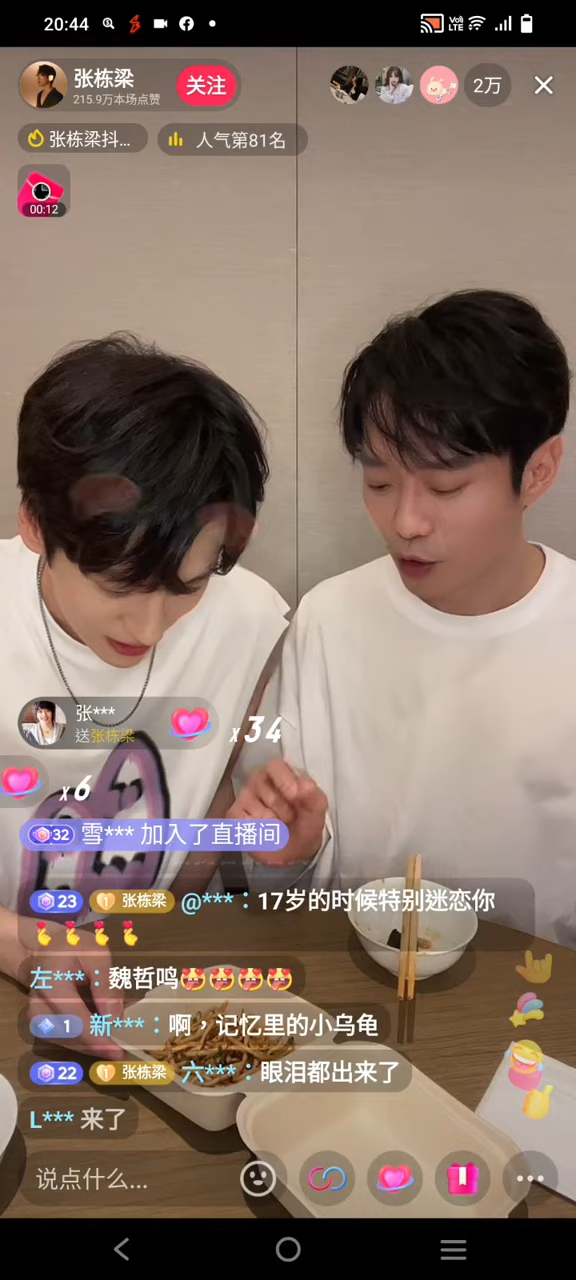 20:44
Vo)
LTE
张栋梁
215.9万本场点赞
关注
2万
张栋梁抖...
人气第81名
00:12
张***
送张栋梁
x34
x6
32 雪*** 加入了直播间
23 1 张栋梁 @***：17岁的时候特别迷恋你
左***：魏哲鸣
1 新***：啊，记忆里的小乌龟
22 1 张栋梁 六***：眼泪都出来了
L*** 来了
说点什么...